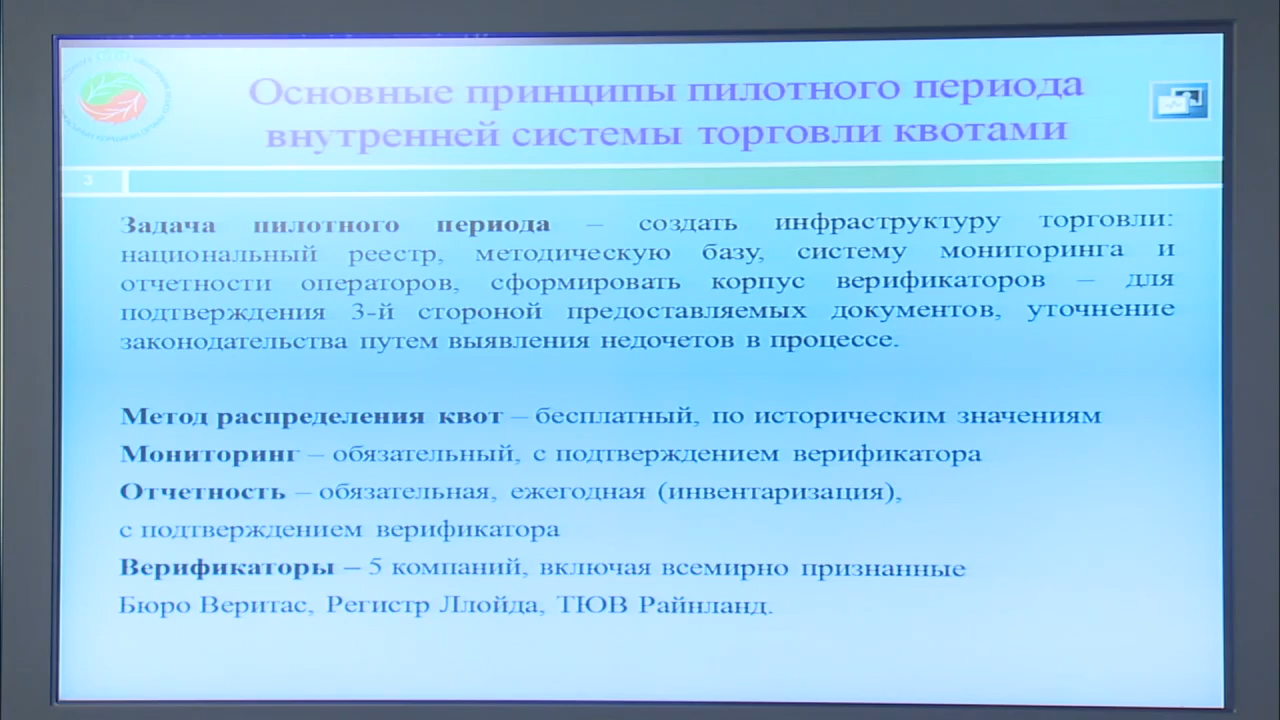 Основные принципы пилотного периода
внутренней системы торговли квотами
3
Задача пилотного периода – создать инфраструктуру торговли:
национальный реестр, методическую базу, систему мониторинга и
отчетности операторов, сформировать корпус верификаторов – для
подтверждения 3-й стороной предоставляемых документов, уточнение
законодательства путем выявления недочетов в процессе.
Метод распределения квот – бесплатный, по историческим значениям
Мониторинг – обязательный, с подтверждением верификатора
Отчетность – обязательная, ежегодная (инвентаризация),
с подтверждением верификатора
Верификаторы – 5 компаний, включая всемирно признанные
Бюро Веритас, Регистр Ллойда, ТЮВ Райнланд.